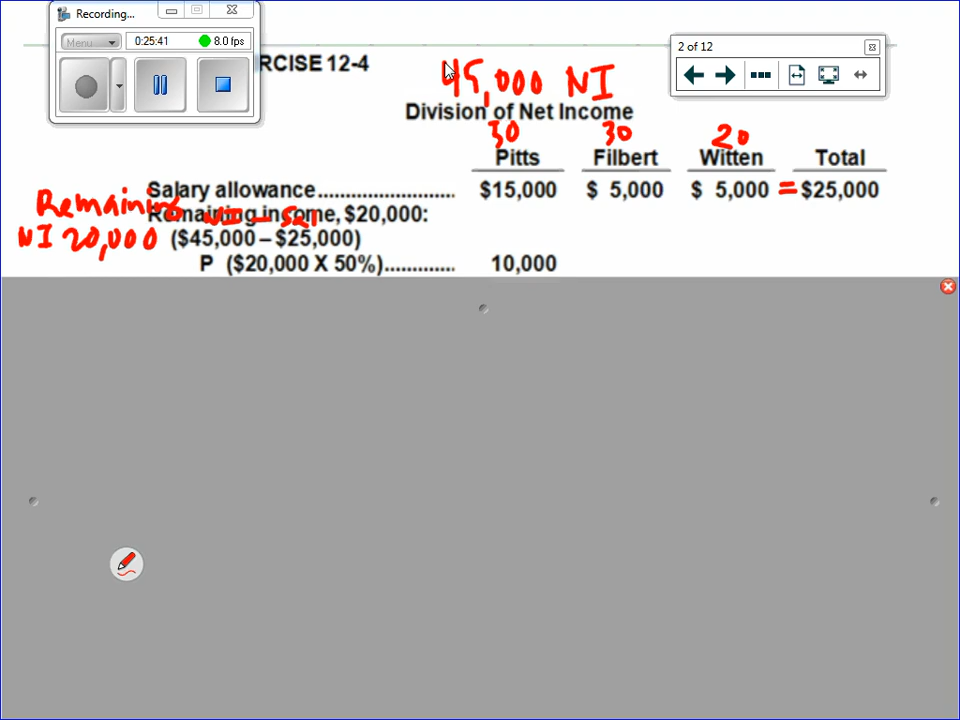 Recording...
Menu
0:25:41
8.0 fps
2 of 12
RCISE 12-4
45,000 NI
Division of Net Income
30 30 20
Pitts Filbert Witten Total
Salary allowance............................ $15,000 $ 5,000 $ 5,000 = $25,000
Remaining
NI - Sal
Remaining income, $20,000:
NI 20,000
($45,000 – $25,000)
P ($20,000 X 50%)............. 10,000